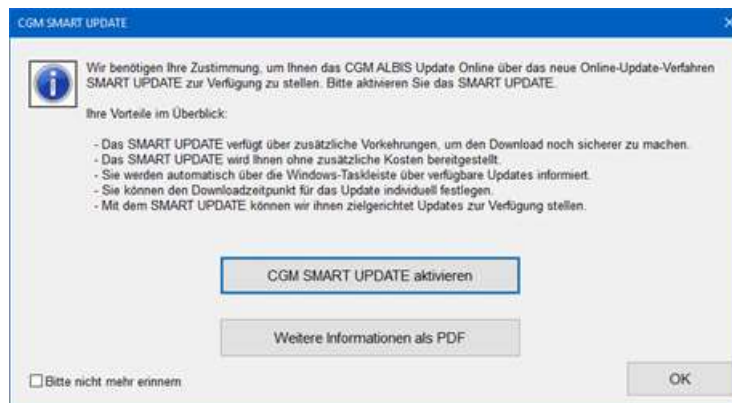 CGM SMART UPDATE
Wir benötigen Ihre Zustimmung, um Ihnen das CGM ALBIS Update Online über das neue Online-Update-Verfahren
SMART UPDATE zur Verfügung zu stellen. Bitte aktivieren Sie das SMART UPDATE.
Ihre Vorteile im Überblick:
- Das SMART UPDATE verfügt über zusätzliche Vorkehrungen, um den Download noch sicherer zu machen.
- Das SMART UPDATE wird Ihnen ohne zusätzliche Kosten bereitgestellt.
- Sie werden automatisch über die Windows-Taskleiste über verfügbare Updates informiert.
- Sie können den Downloadzeitpunkt für das Update individuell festlegen.
- Mit dem SMART UPDATE können wir ihnen zielgerichtet Updates zur Verfügung stellen.
CGM SMART UPDATE aktivieren
Weitere Informationen als PDF
Bitte nicht mehr erinnern
OK